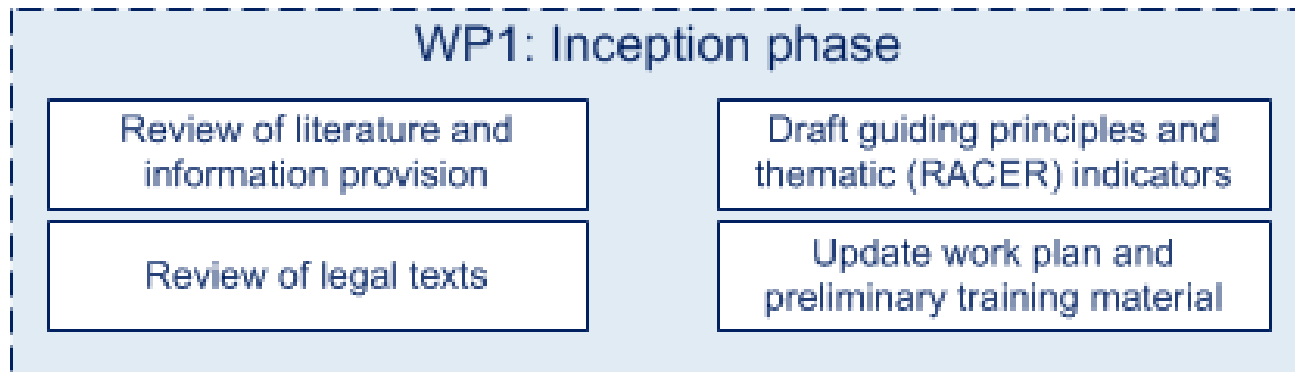 WP1: Inception phase
Review of literature and
information provision
Review of legal texts
Draft guiding principles and
thematic (RACER) indicators
Update work plan and
preliminary training material